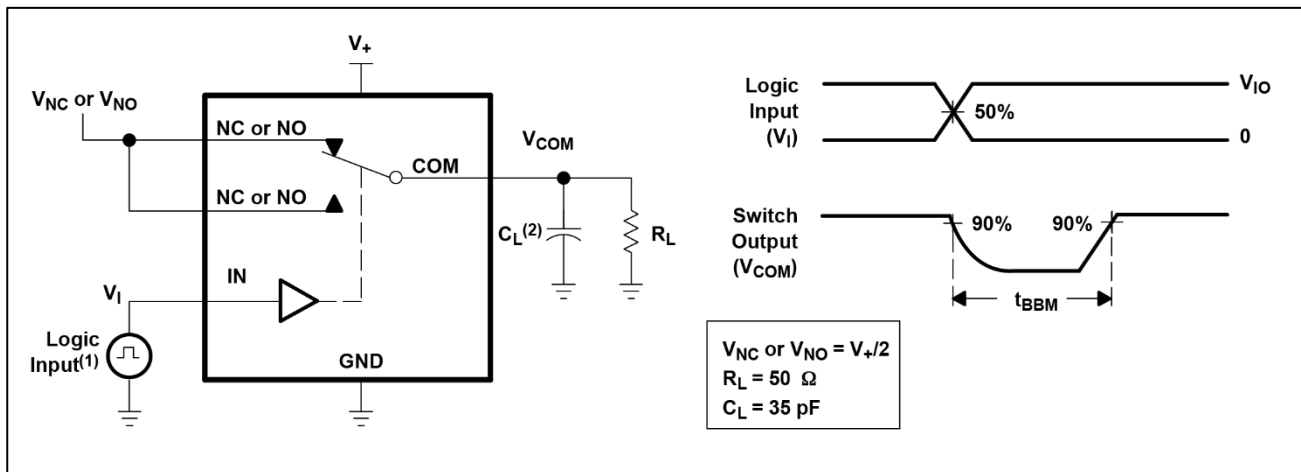 V+
VNC or VNO
NC or NO
COM
VCOM
NC or NO
CL(2)
RL
IN
VI
Logic
Input(1)
GND
Logic
Input
(VI)
50%
VIO
0
Switch
Output
(VCOM)
90%
90%
tBBM
VNC or VNO = V+/2
RL = 50 Ω
CL = 35 pF